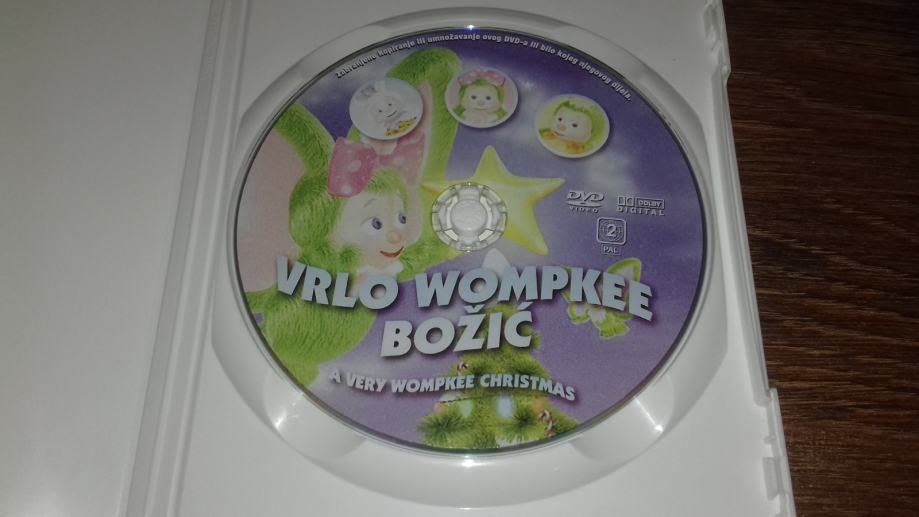 Zabranjeno kopiranje ili umnožavanje ovog DVD-a ili bilo kojeg njegovog dijela.
DVD
VIDEO
DOLBY
DIGITAL
2
PAL
VRLO WOMPKEE
BOŽIĆ
A VERY WOMPKEE CHRISTMAS